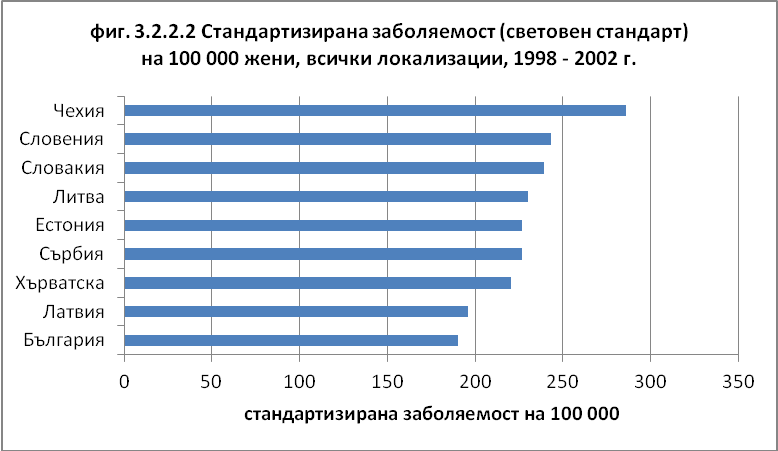 фиг. 3.2.2.2 Стандартизирана заболяемост (световен стандарт)
на 100 000 жени, всички локализации, 1998 - 2002 г.
Чехия
Словения
Словакия
Литва
Естония
Сърбия
Хърватска
Латвия
България
0 50 100 150 200 250 300 350
стандартизирана заболяемост на 100 000